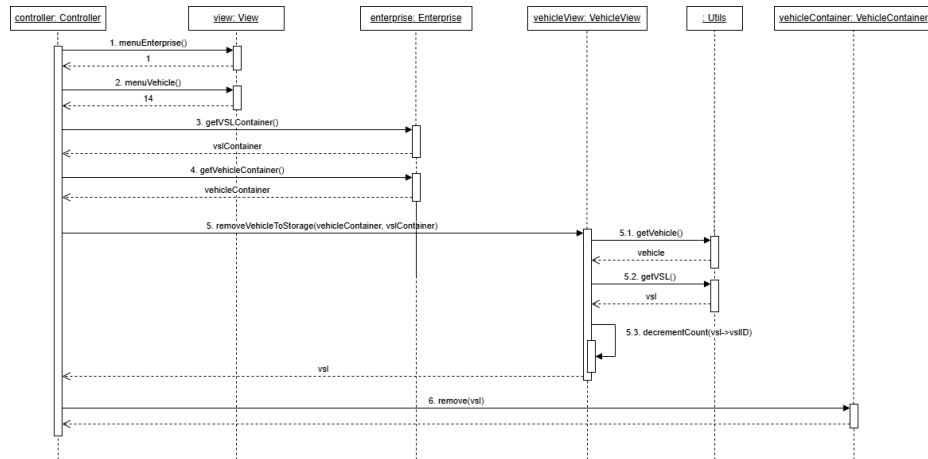 controller: Controller
view: View
enterprise: Enterprise
vehicleView: VehicleView
: Utils
vehicleContainer: VehicleContainer
1. menuEnterprise()
1
2. menuVehicle()
14
3. getVSLContainer()
vslContainer
4. getVehicleContainer()
vehicleContainer
5. removeVehicleToStorage(vehicleContainer, vslContainer)
5.1. getVehicle()
vehicle
5.2. getVSL()
vsl
5.3. decrementCount(vsl->vslID)
vsl
6. remove(vsl)